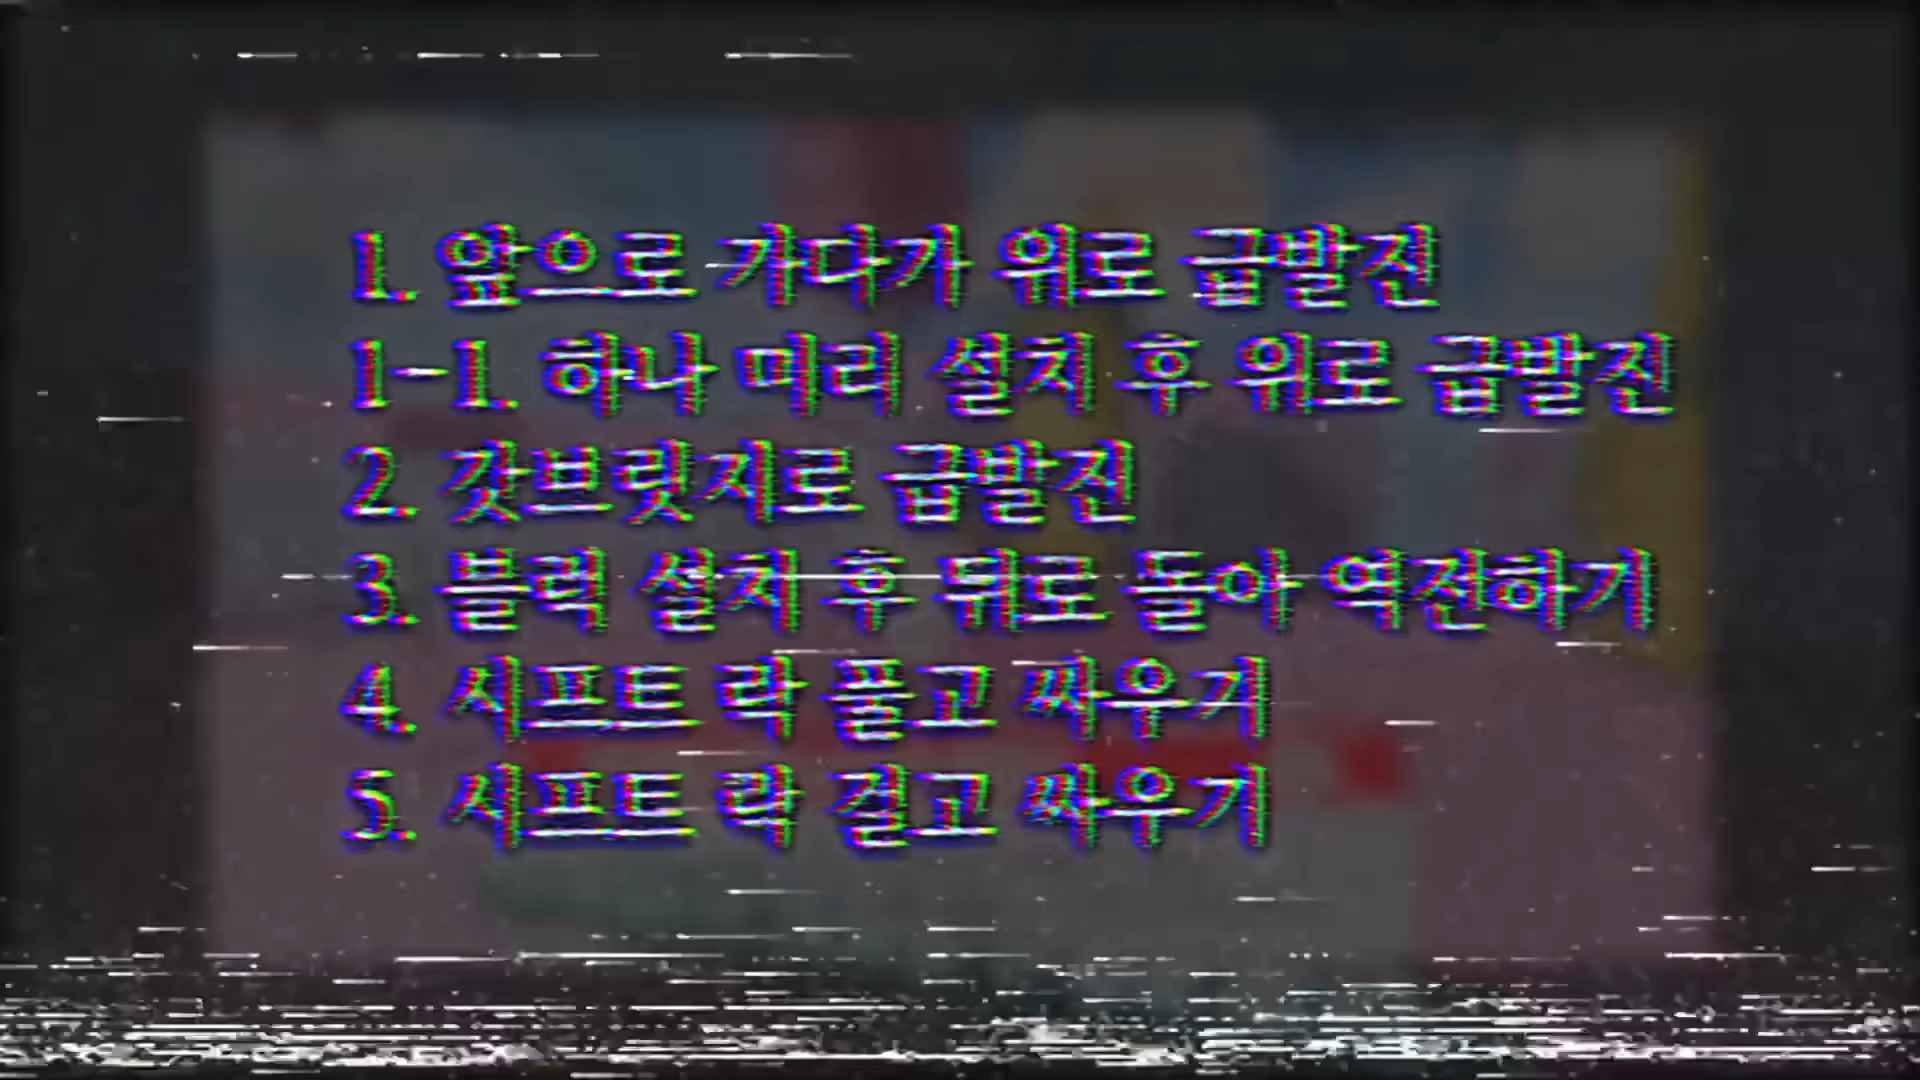 1. 앞으로 가다가 위로 급발진
1-1. 하나 미리 설치 후 위로 급발진
2. 갓브릿지로 급발진
3. 블럭 설치 후 뒤로 돌아 역전하기
4. 시프트 락 풀고 싸우기
5. 시프트 락 걸고 싸우기